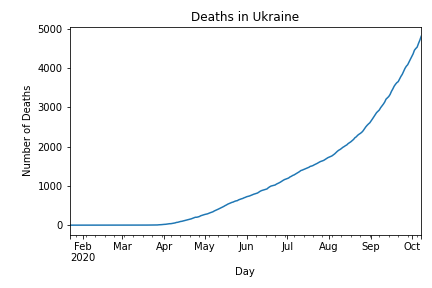 Deaths in Ukraine
5000
4000
3000
2000
1000
0
Number of Deaths
Feb Mar Apr May Jun Jul Aug Sep Oct
2020
Day